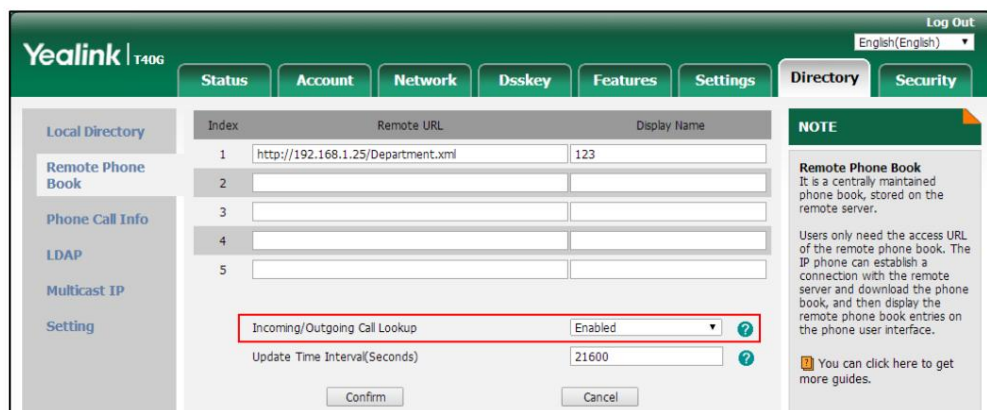 Log Out
Yealink | T40G
English(English)
Status Account Network Dsskey Features Settings Directory Security
Local Directory
Remote Phone
Book
Phone Call Info
LDAP
Multicast IP
Setting
Index Remote URL Display Name
1 http://192.168.1.25/Department.xml 123
2
3
4
5
Incoming/Outgoing Call Lookup Enabled ?
Update Time Interval(Seconds) 21600 ?
Confirm Cancel
NOTE
Remote Phone Book
It is a centrally maintained
phone book, stored on the
remote server.
Users only need the access URL
of the remote phone book. The
IP phone can establish a
connection with the remote
server and download the phone
book, and then display the
remote phone book entries on
the phone user interface.
? You can click here to get
more guides.